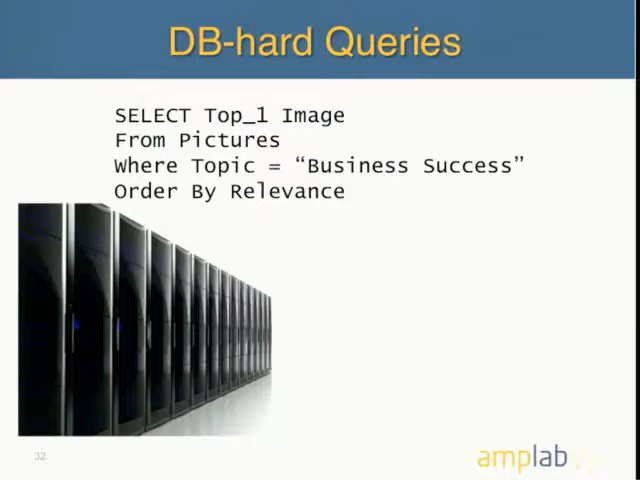 DB-hard Queries
SELECT Top_1 Image
From Pictures
Where Topic = “Business Success”
Order By Relevance
32
amplab